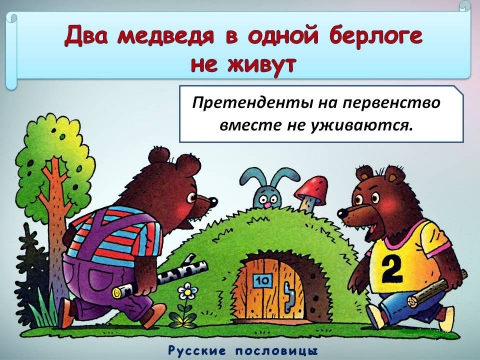 Два медведя в одной берлоге
не живут
Претенденты на первенство
вместе не уживаются.
10
2
Русские пословицы